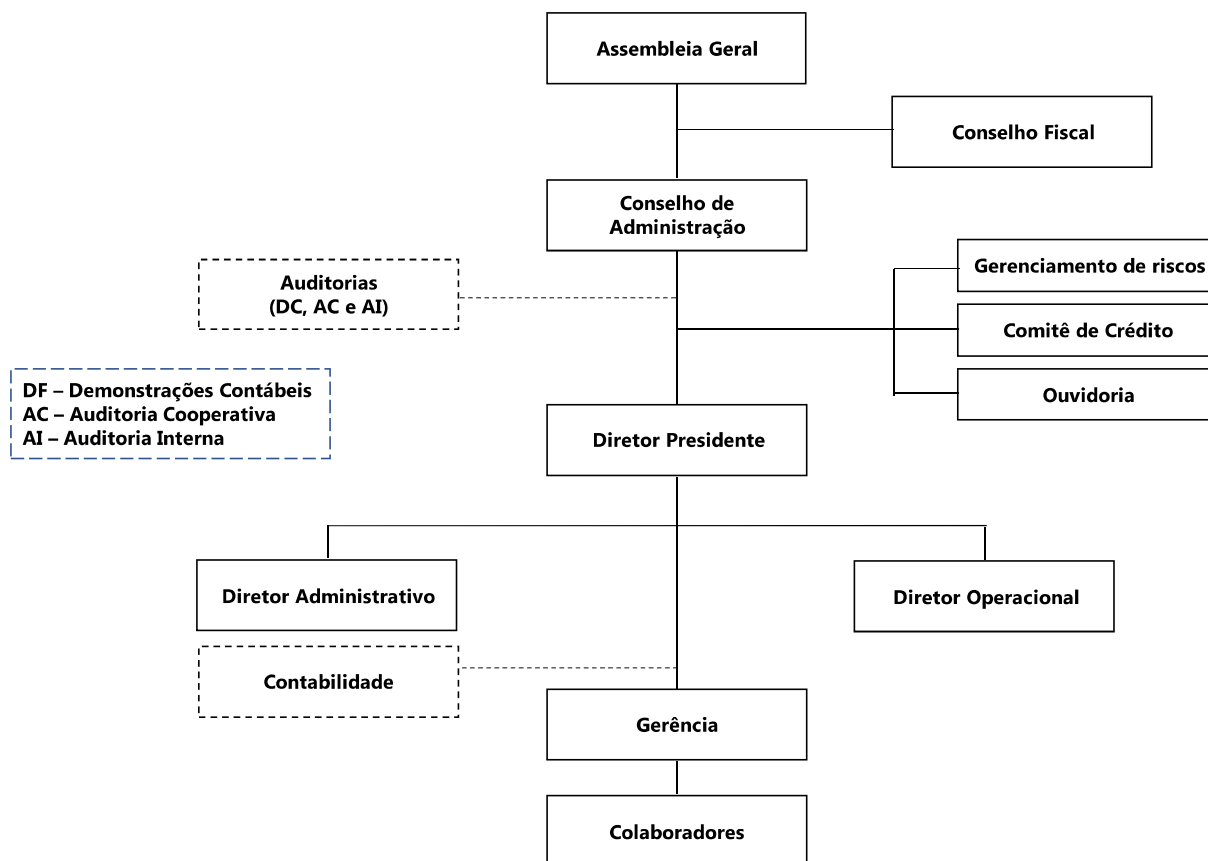 Assembleia Geral
Conselho Fiscal
Conselho de
Administração
Gerenciamento de riscos
Auditorias
(DC, AC e AI)
Comitê de Crédito
Ouvidoria
DF – Demonstrações Contábeis
AC – Auditoria Cooperativa
AI – Auditoria Interna
Diretor Presidente
Diretor Administrativo
Diretor Operacional
Contabilidade
Gerência
Colaboradores